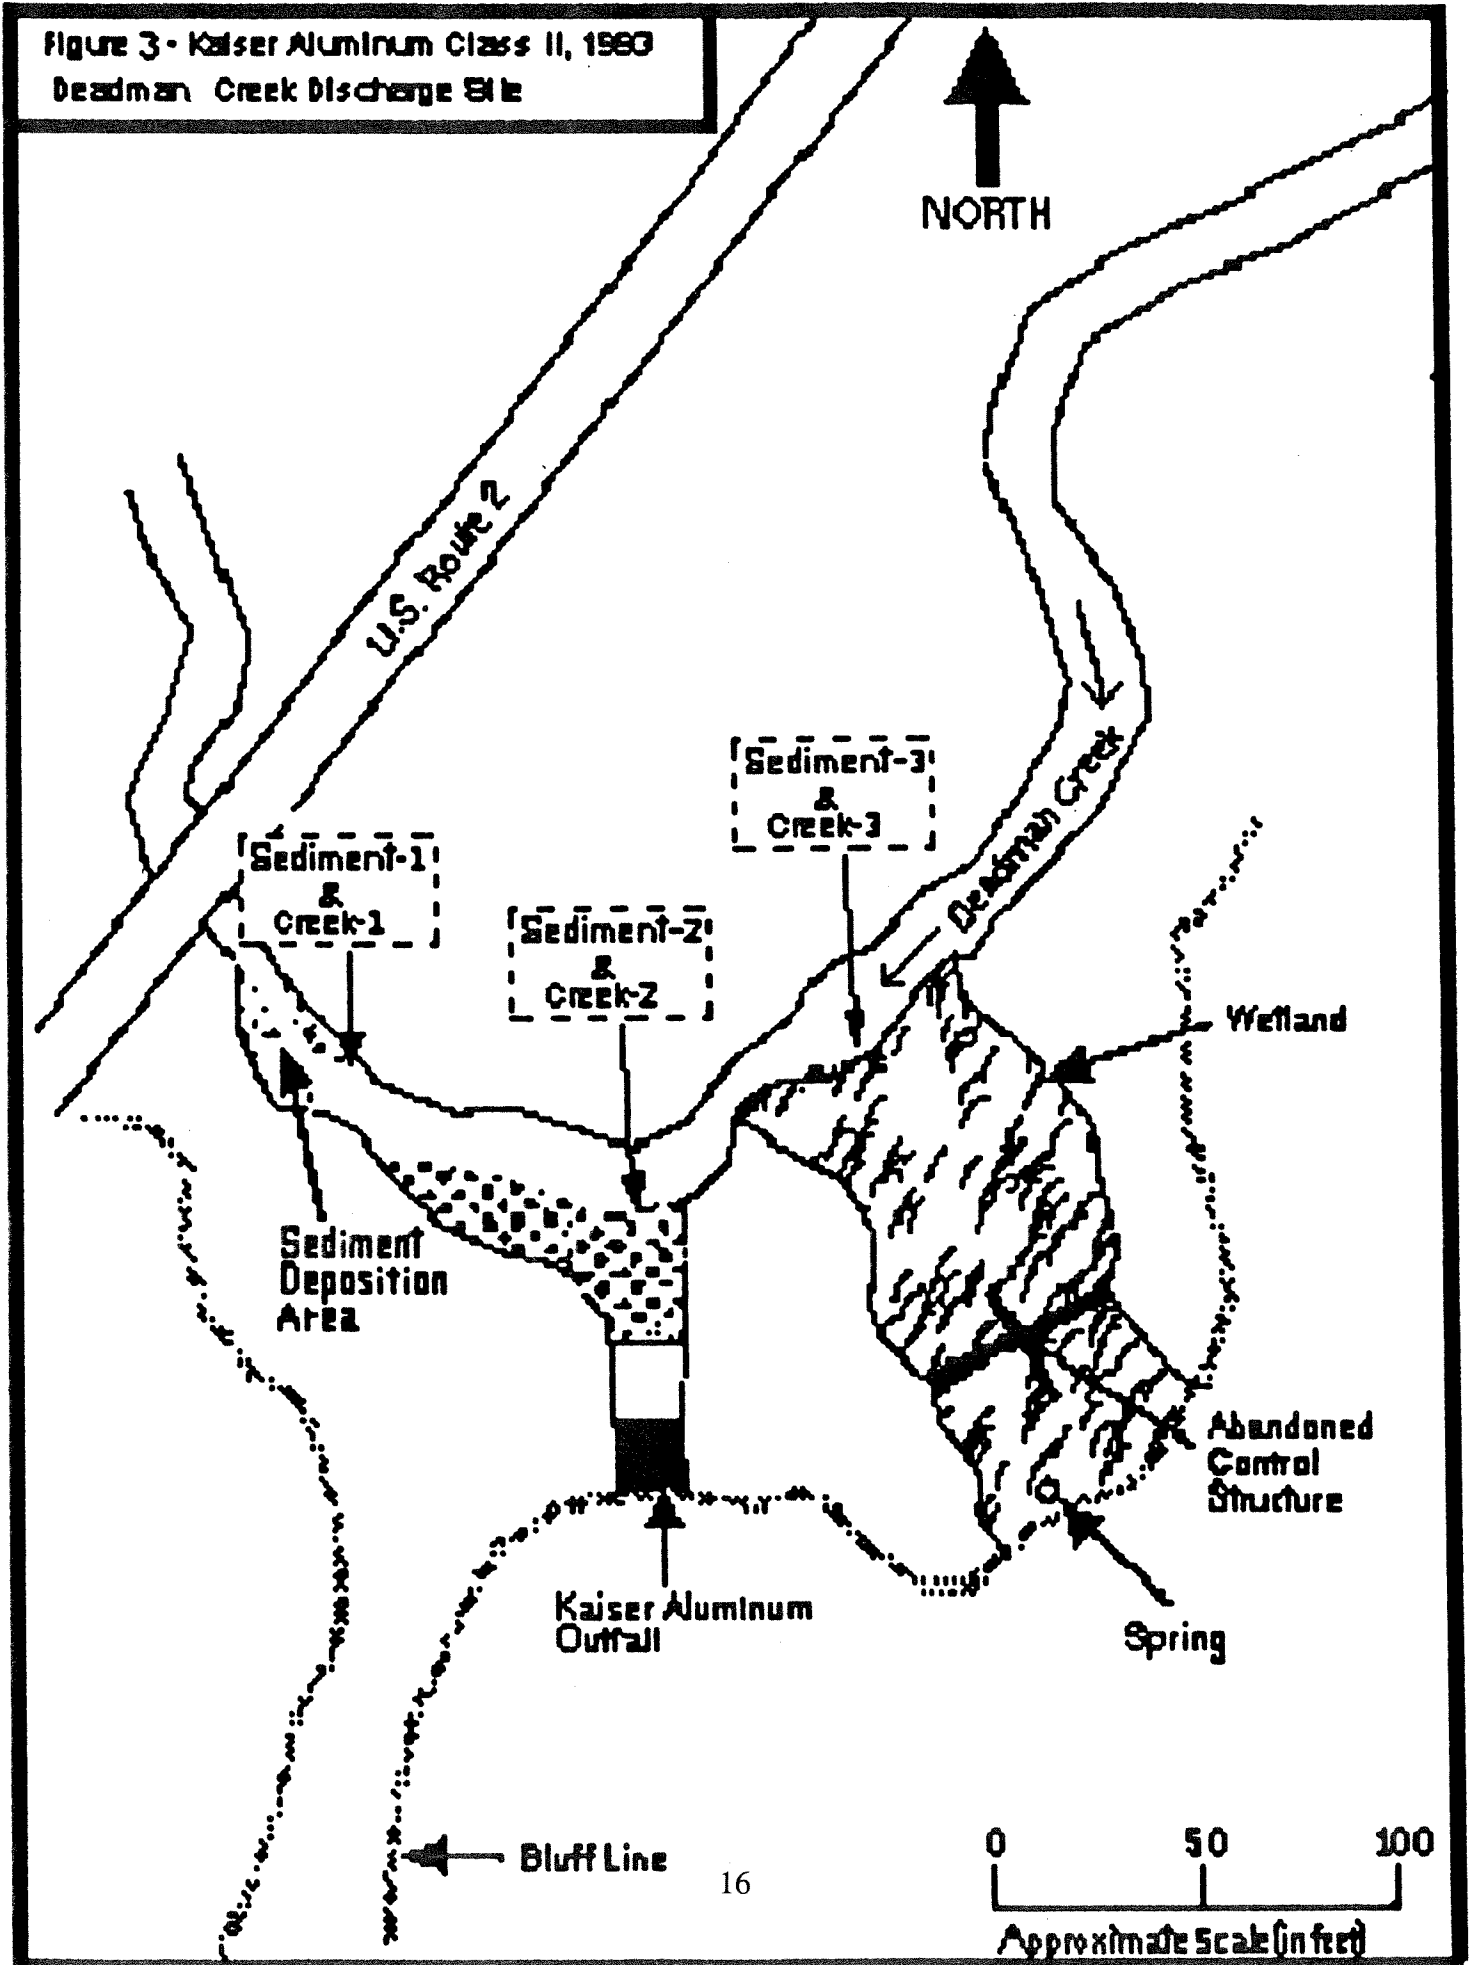 Figure 3 - Kaiser Aluminum Class II, 1993
Deadman Creek Discharge Site
NORTH
U.S. Route 2
Sediment-3
&
Creek-3
Deadman Creek
Sediment-1
&
Creek-1
Sediment-2
&
Creek-2
Wetland
Sediment
Deposition
Area
Abandoned
Control
Structure
Kaiser Aluminum
Outfall
Spring
Bluff Line
16
0 50 100
Approximate Scale (in feet)